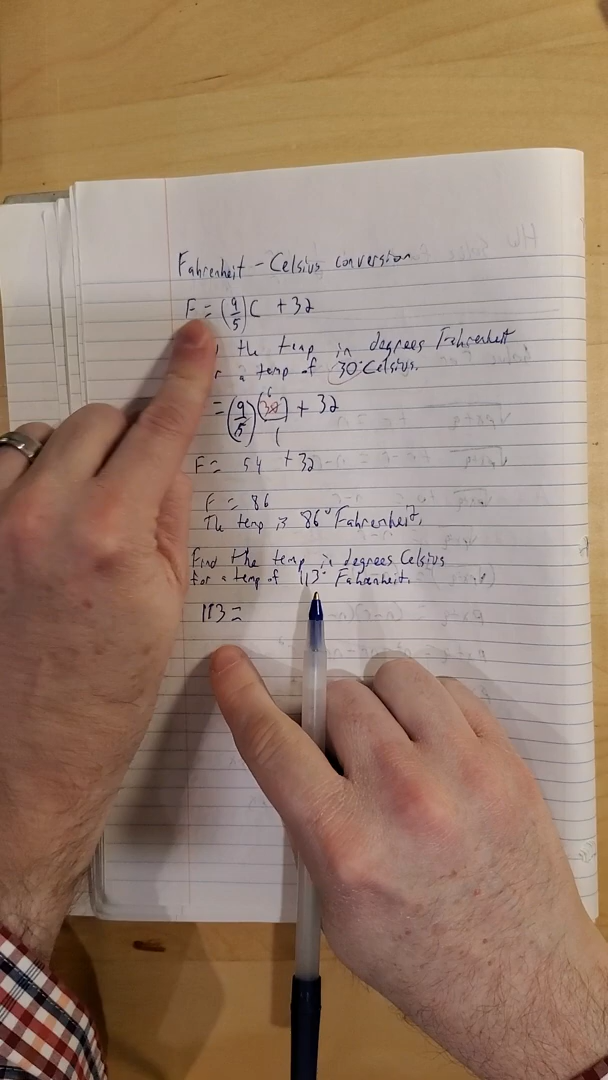 Fahrenheit - Celsius conversion
F = (9/5)C + 32
the temp in degrees Fahrenheit
a temp of 30° Celsius.
= (9/5)(30) + 32
6
1
F = 54 + 32
F = 86
The temp is 86° Fahrenheit.
Find the temp in degrees Celsius
for a temp of 113° Fahrenheit.
113 =